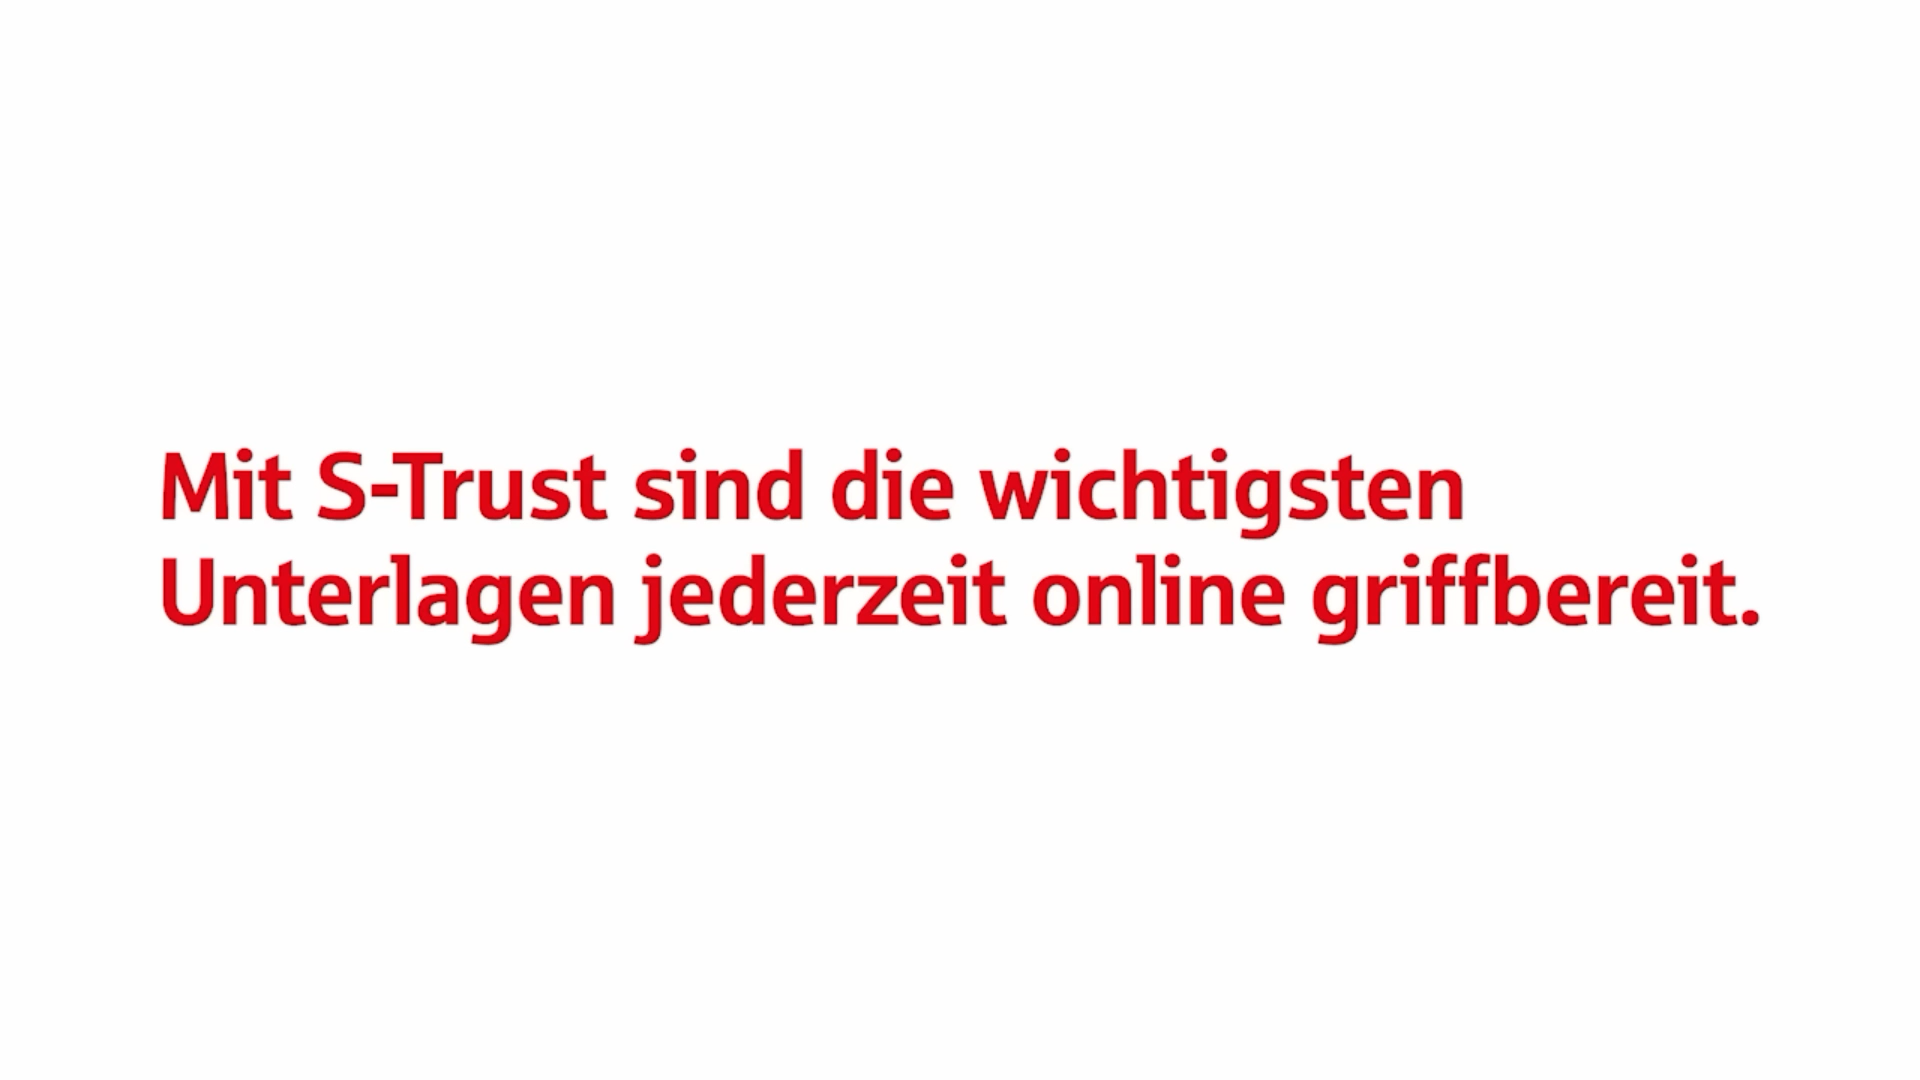 Mit S-Trust sind die wichtigsten
Unterlagen jederzeit online griffbereit.